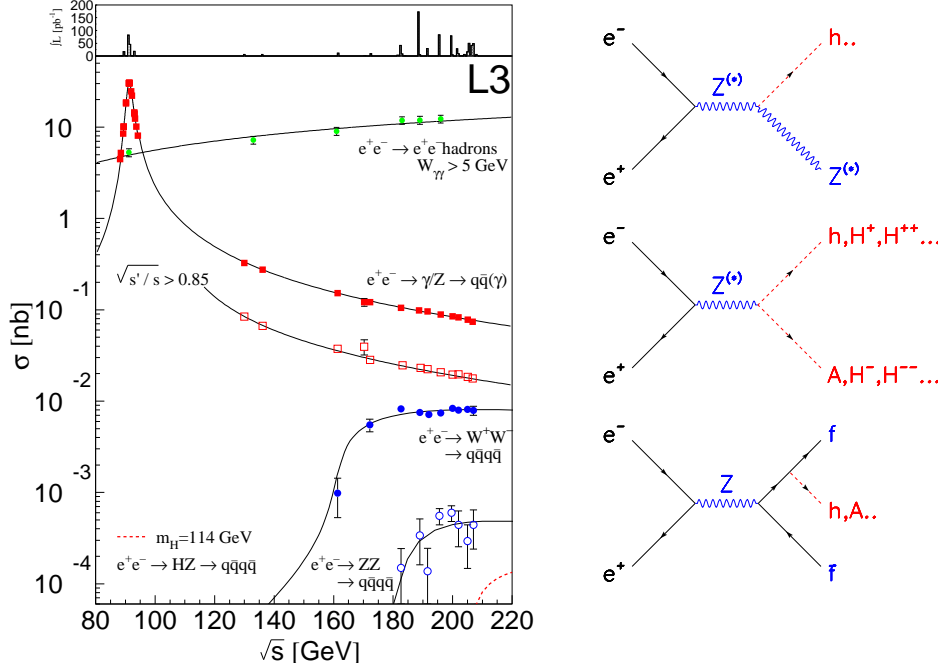 200
150
100
50
0
∫L [pb⁻¹]
L3
10
1
10⁻¹
10⁻²
10⁻³
10⁻⁴
σ [nb]
e⁺e⁻ → e⁺e⁻hadrons
W_γγ > 5 GeV
√s'/s > 0.85
e⁺e⁻ → γ/Z → qq̄(γ)
e⁺e⁻ → W⁺W⁻
→ qq̄qq̄
m_H=114 GeV
e⁺e⁻ → HZ → qq̄qq̄
e⁺e⁻ → ZZ
→ qq̄qq̄
80 100 120 140 160 180 200 220
√s [GeV]
e⁻
h..
Z⁽*⁾
e⁺
Z⁽*⁾
e⁻
h,H⁺,H⁺⁺...
Z⁽*⁾
e⁺
A,H⁻,H⁻⁻...
e⁻
f
Z
h,A..
e⁺
f